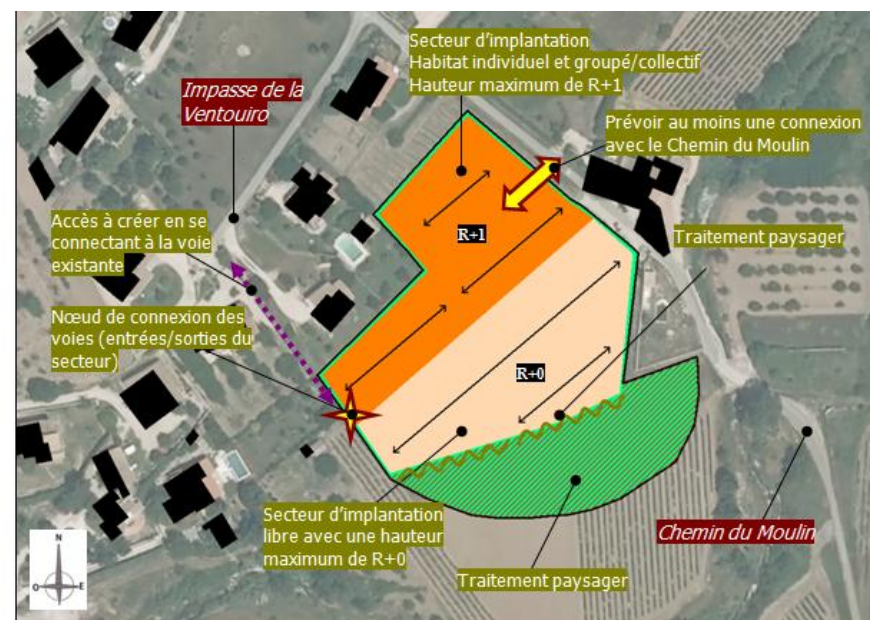 Secteur d'implantation
Habitat individuel et groupé/collectif
Hauteur maximum de R+1
Impasse de la
Ventouiro
Prévoir au moins une connexion
avec le Chemin du Moulin
Accès à créer en se
connectant à la voie
existante
R+1
Traitement paysager
Nœud de connexion des
voies (entrées/sorties du
secteur)
R+0
Secteur d'implantation
libre avec une hauteur
maximum de R+0
Chemin du Moulin
Traitement paysager
N
O
E
S